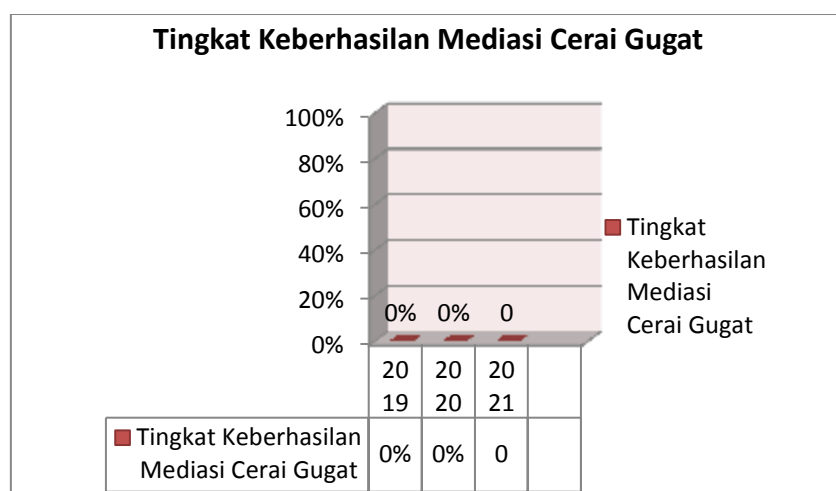 Tingkat Keberhasilan Mediasi Cerai Gugat
100%
80%
60%
40%
20%
0%
0% 0% 0
Tingkat
Keberhasilan
Mediasi
Cerai Gugat
20 20 20
19 20 21
Tingkat Keberhasilan
Mediasi Cerai Gugat
0% 0% 0